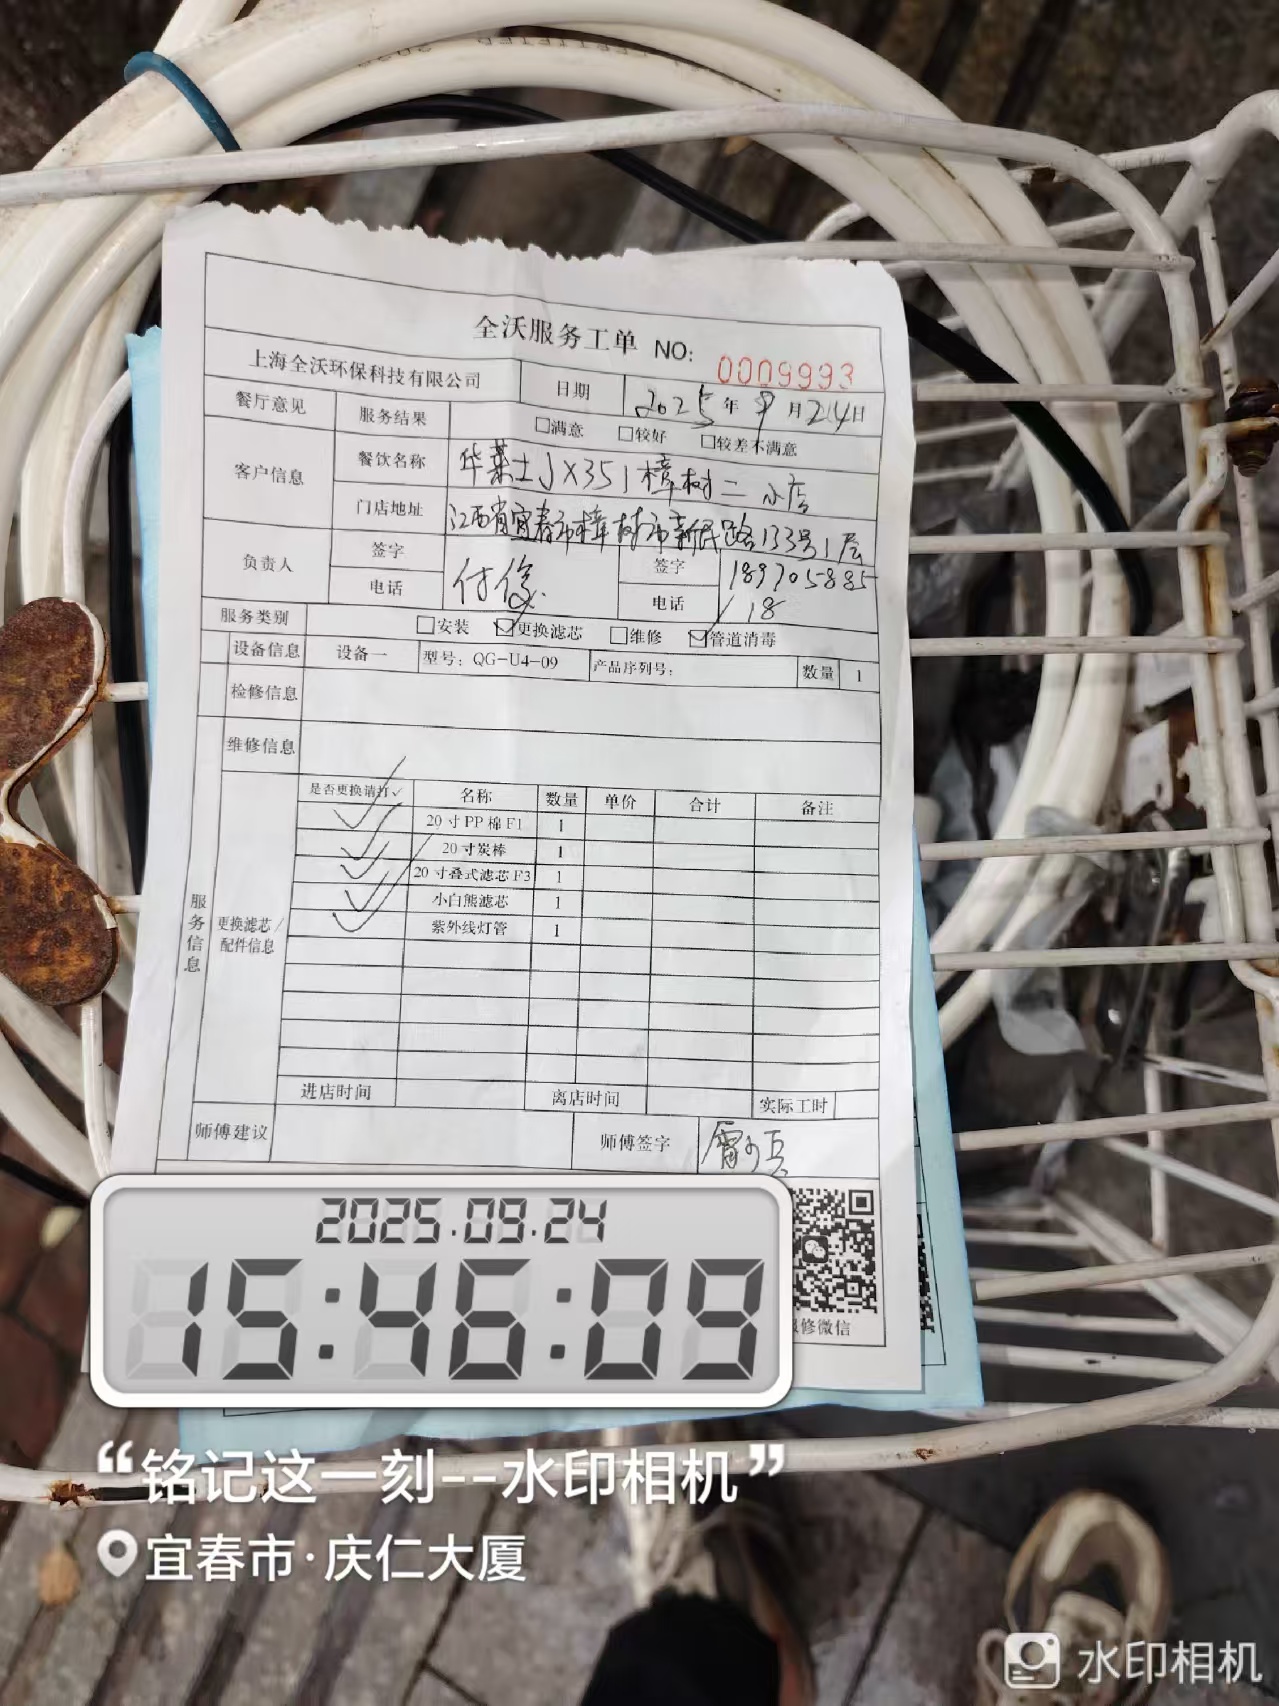 全沃服务工单 NO: 0009993
上海全沃环保科技有限公司 日期 2025年9月24日
餐厅意见 服务结果 □满意 □较好 □较差不满意
客户信息 餐饮名称 华莱士JX351樟树二小店
门店地址 江西省宜春市樟树市新民路133号1层
负责人 签字 付俊 签字 18970588518
电话 电话
服务类别 □安装 ☑更换滤芯 □维修 ☑管道消毒
设备信息 设备一 型号: QG-U4-09 产品序列号: 数量 1
检修信息
维修信息
服务信息
更换滤芯/配件信息
是否更换请打✓ 名称 数量 单价 合计 备注
✓ 20寸PP棉F1 1
✓ 20寸炭棒 1
✓ 20寸叠式滤芯F3 1
✓ 小白熊滤芯 1
✓ 紫外线灯管 1
进店时间 离店时间 实际工时
师傅建议 师傅签字
修微信
2025.09.24
15:46:09
“铭记这一刻--水印相机”
宜春市·庆仁大厦
水印相机